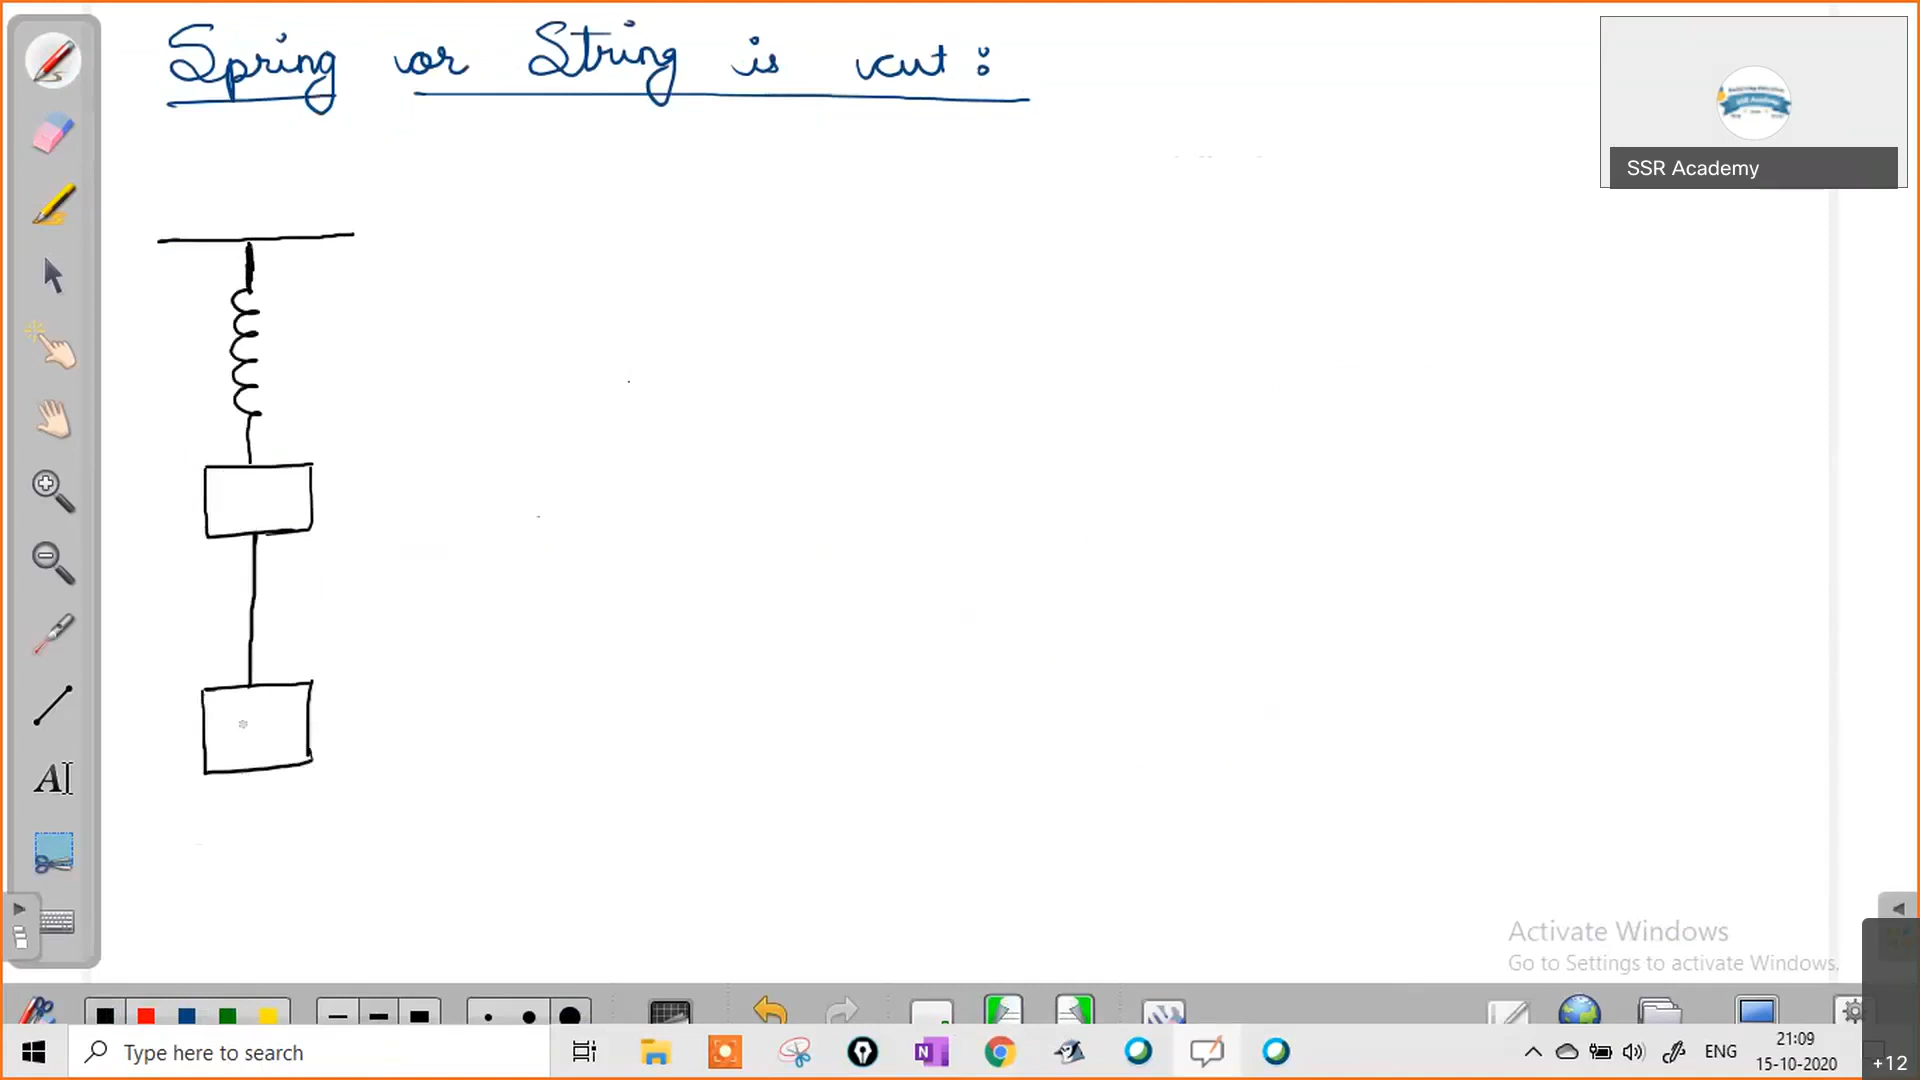 Spring or String is cut :
SSR Academy
Activate Windows
Go to Settings to activate Windows.
Type here to search
ENG
21:09
15-10-2020
+12